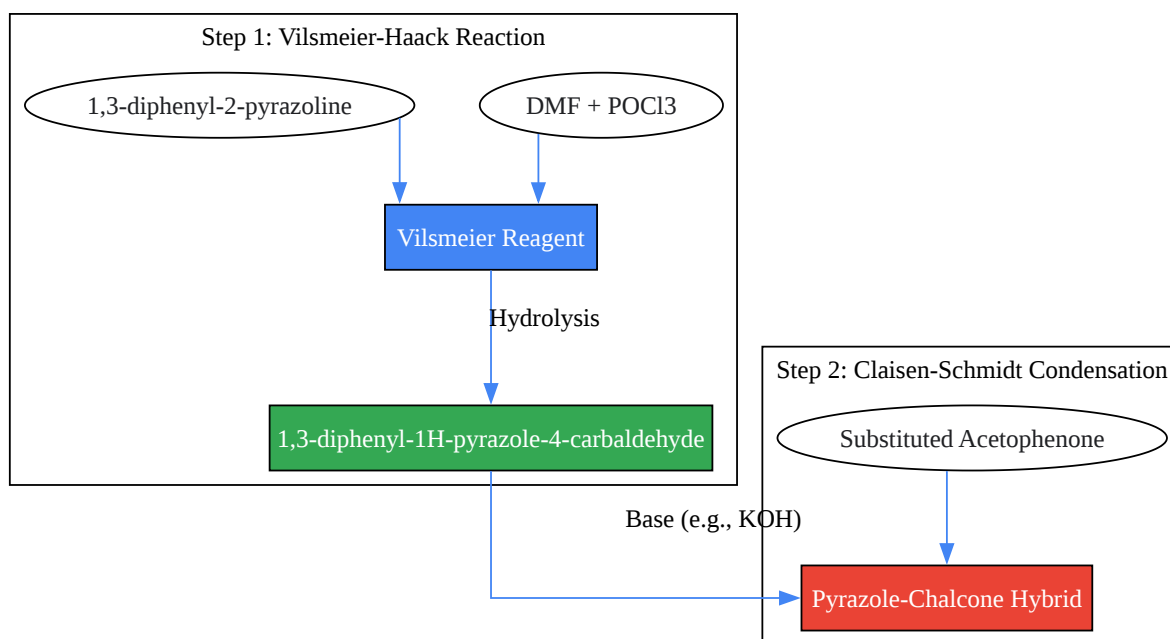 Step 1: Vilsmeier-Haack Reaction
1,3-diphenyl-2-pyrazoline
DMF + POCl3
Vilsmeier Reagent
Hydrolysis
1,3-diphenyl-1H-pyrazole-4-carbaldehyde
Step 2: Claisen-Schmidt Condensation
Substituted Acetophenone
Base (e.g., KOH)
Pyrazole-Chalcone Hybrid